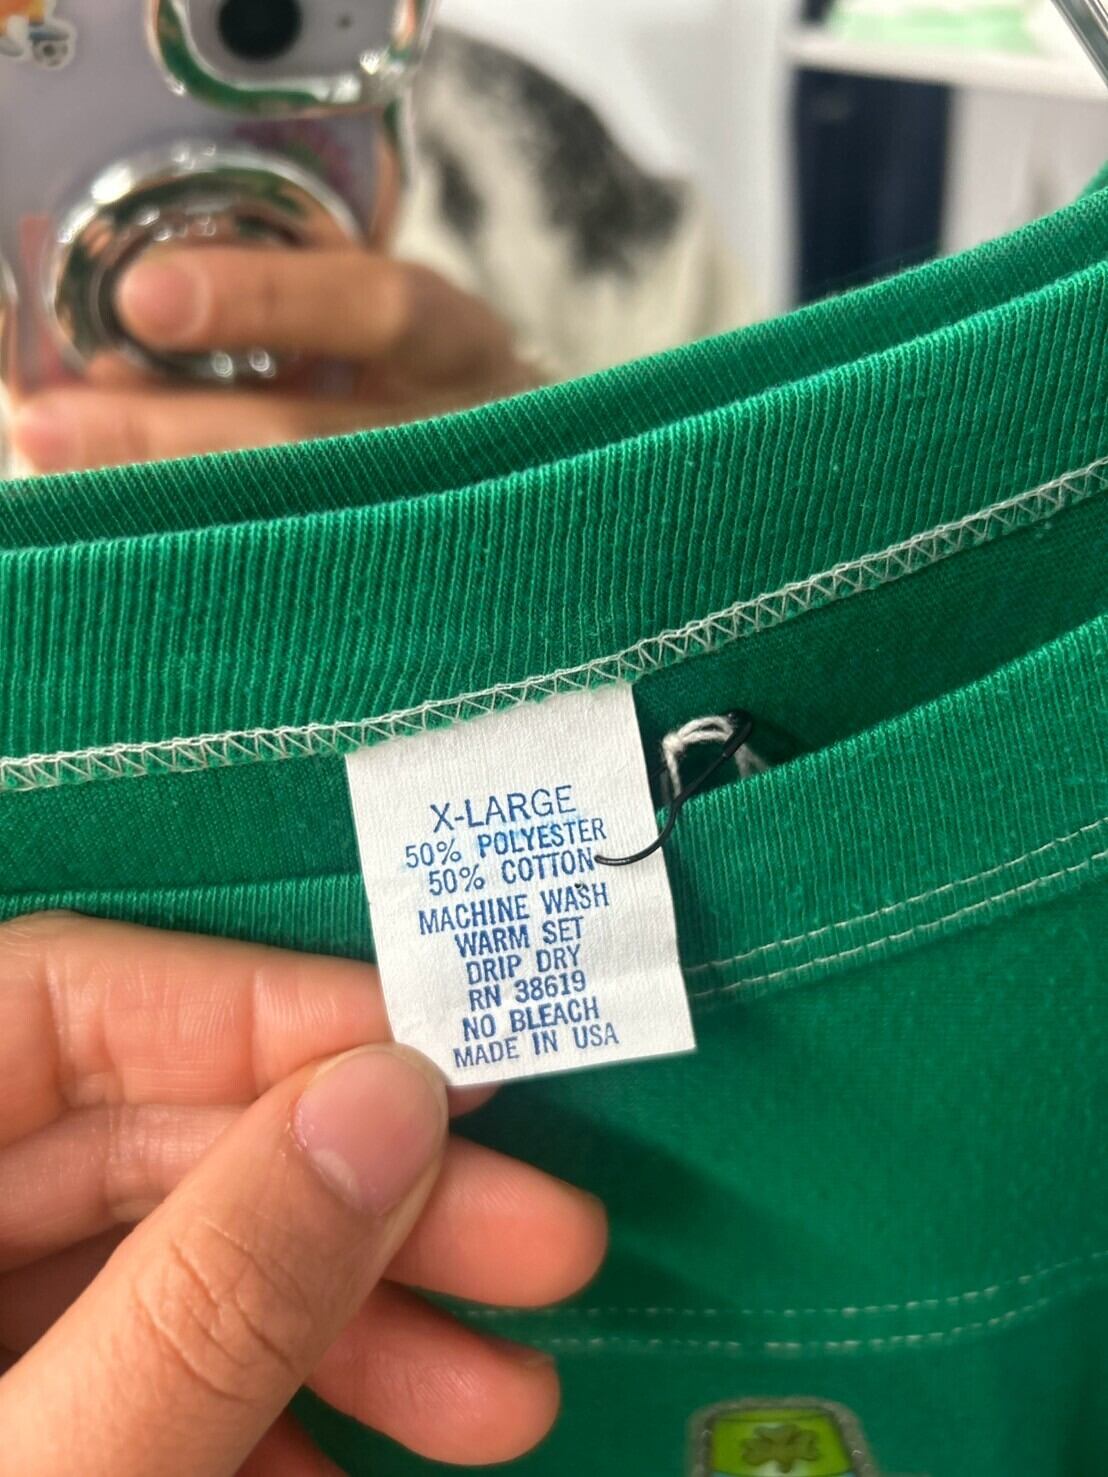 X-LARGE
50% POLYESTER
50% COTTON
MACHINE WASH
WARM SET
DRIP DRY
RN 38619
NO BLEACH
MADE IN USA